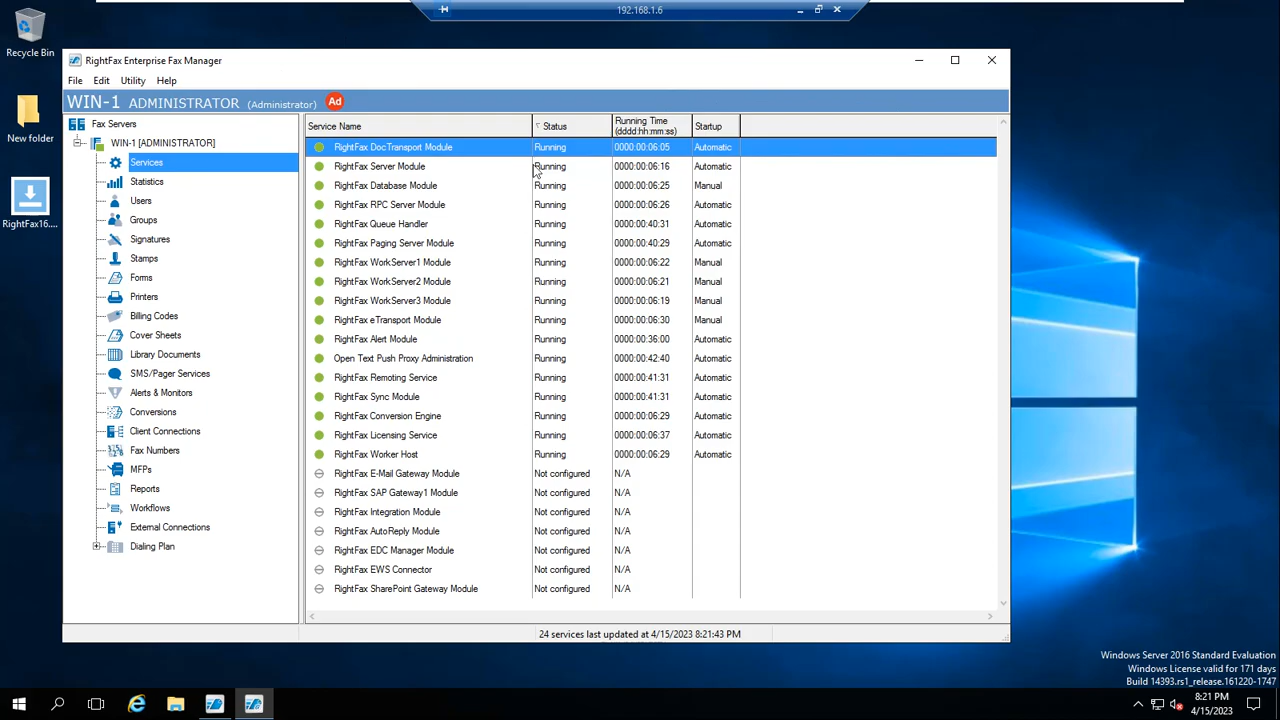 192.168.1.6
Recycle Bin
New folder
RightFax16....
RightFax Enterprise Fax Manager
File Edit Utility Help
WIN-1 ADMINISTRATOR (Administrator) Ad
Fax Servers
WIN-1 [ADMINISTRATOR]
Services
Statistics
Users
Groups
Signatures
Stamps
Forms
Printers
Billing Codes
Cover Sheets
Library Documents
SMS/Pager Services
Alerts & Monitors
Conversions
Client Connections
Fax Numbers
MFPs
Reports
Workflows
External Connections
Dialing Plan
Service Name Status Running Time (dddd:hh:mm:ss) Startup
RightFax DocTransport Module Running 0000:00:06:05 Automatic
RightFax Server Module Running 0000:00:06:16 Automatic
RightFax Database Module Running 0000:00:06:25 Manual
RightFax RPC Server Module Running 0000:00:06:26 Automatic
RightFax Queue Handler Running 0000:00:40:31 Automatic
RightFax Paging Server Module Running 0000:00:40:29 Automatic
RightFax WorkServer1 Module Running 0000:00:06:22 Manual
RightFax WorkServer2 Module Running 0000:00:06:21 Manual
RightFax WorkServer3 Module Running 0000:00:06:19 Manual
RightFax eTransport Module Running 0000:00:06:30 Manual
RightFax Alert Module Running 0000:00:36:00 Automatic
Open Text Push Proxy Administration Running 0000:00:42:40 Automatic
RightFax Remoting Service Running 0000:00:41:31 Automatic
RightFax Sync Module Running 0000:00:41:31 Automatic
RightFax Conversion Engine Running 0000:00:06:29 Automatic
RightFax Licensing Service Running 0000:00:06:37 Automatic
RightFax Worker Host Running 0000:00:06:29 Automatic
RightFax E-Mail Gateway Module Not configured N/A
RightFax SAP Gateway1 Module Not configured N/A
RightFax Integration Module Not configured N/A
RightFax AutoReply Module Not configured N/A
RightFax EDC Manager Module Not configured N/A
RightFax EWS Connector Not configured N/A
RightFax SharePoint Gateway Module Not configured N/A
24 services last updated at 4/15/2023 8:21:43 PM
Windows Server 2016 Standard Evaluation
Windows License valid for 171 days
Build 14393.rs1_release.161220-1747
8:21 PM
4/15/2023